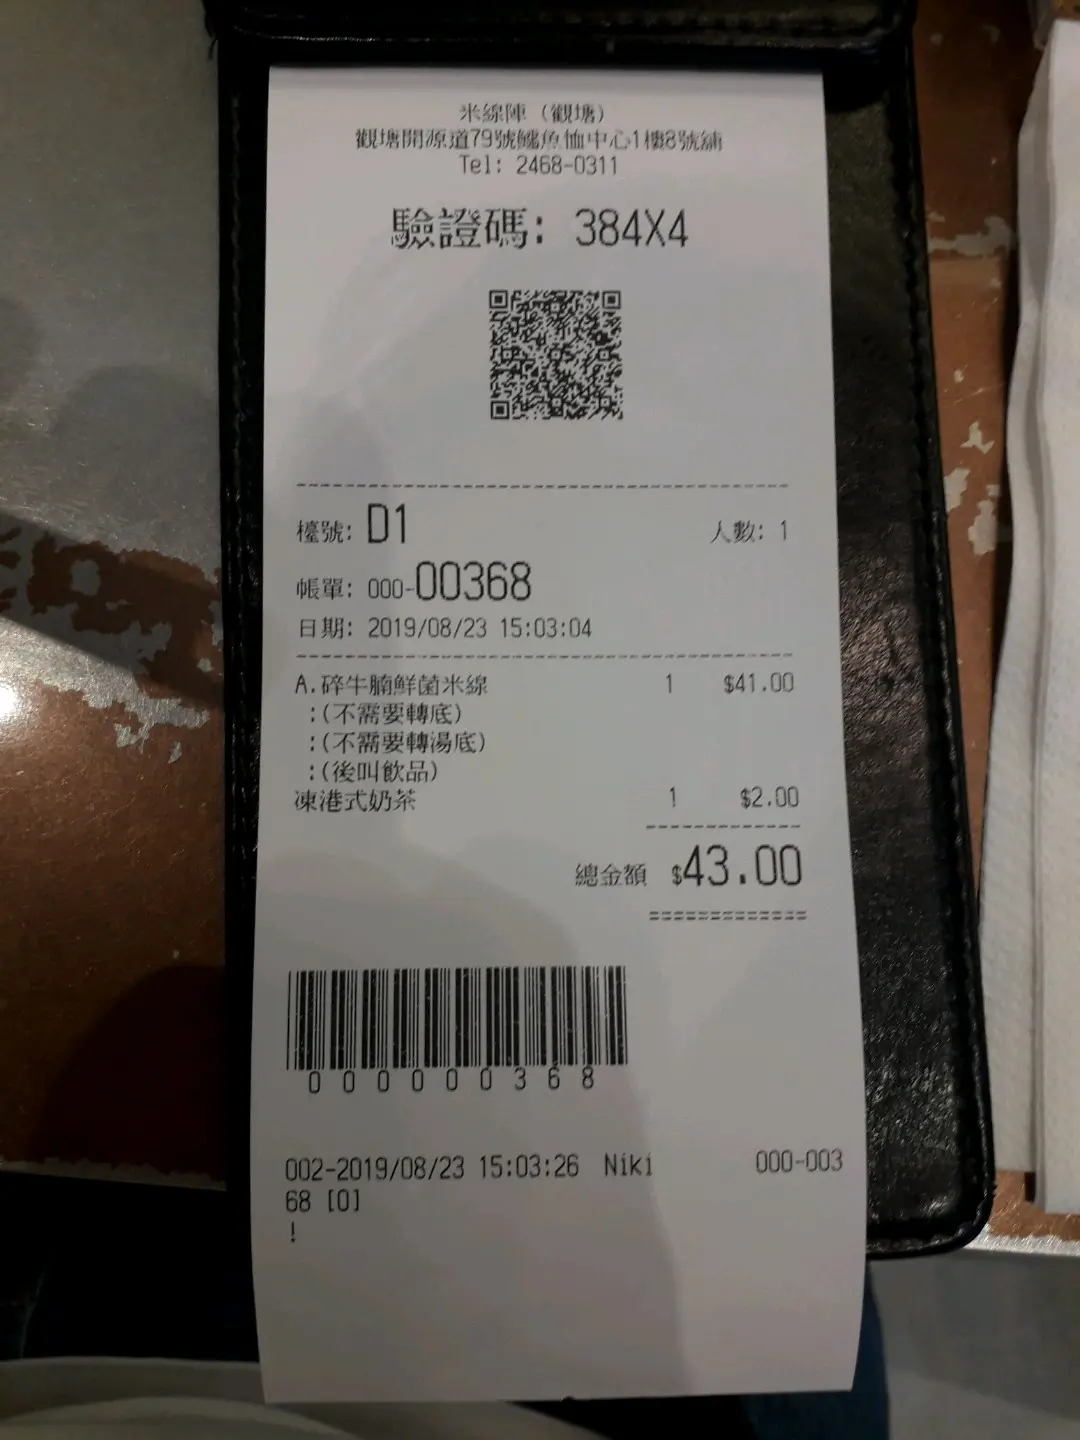 米線陣 (觀塘)
觀塘開源道79號鱷魚恤中心1樓8號舖
Tel: 2468-0311
驗證碼: 384X4
檯號: D1 人數: 1
帳單: 000-00368
日期: 2019/08/23 15:03:04
A.碎牛腩鮮菌米線 1 $41.00
:(不需要轉底)
:(不需要轉湯底)
:(後叫飲品)
凍港式奶茶 1 $2.00
總金額 $43.00
000000368
002-2019/08/23 15:03:26 Niki 000-003
68 [0]
!